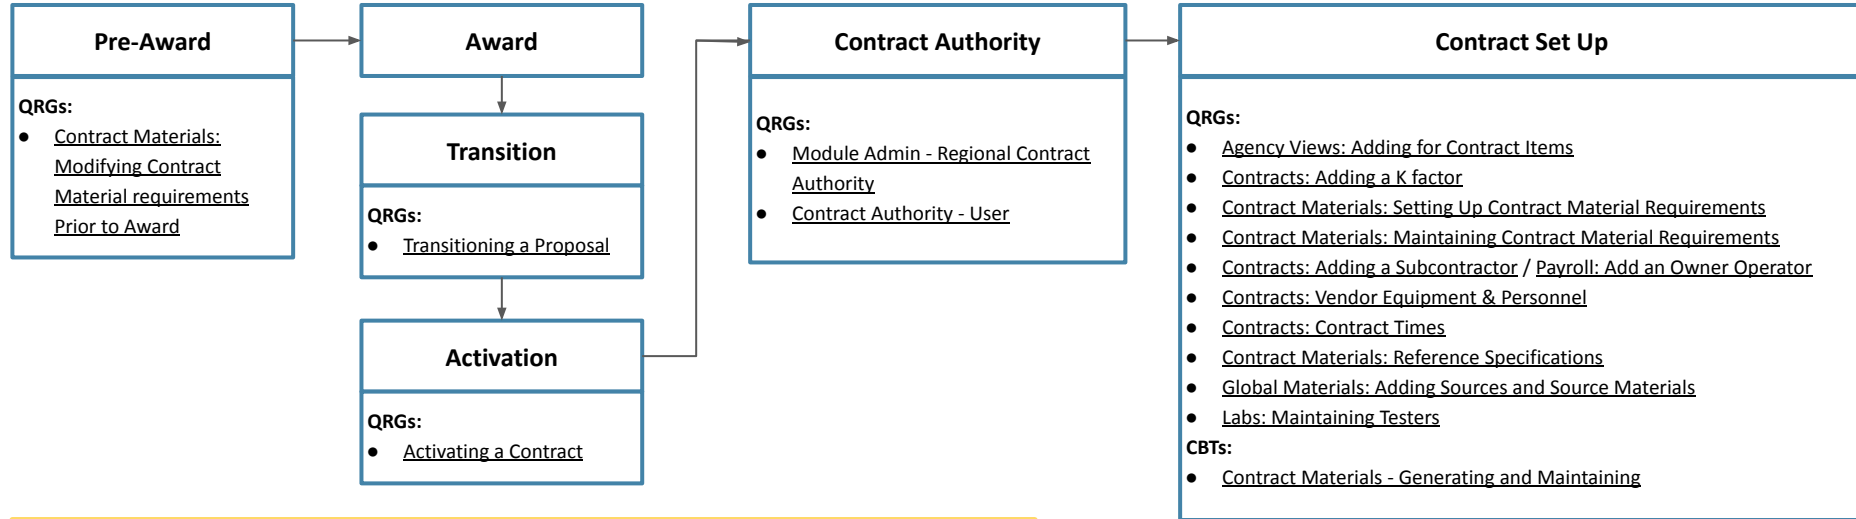 Pre-Award
QRGs:
● Contract Materials:
Modifying Contract
Material requirements
Prior to Award
Award
Transition
QRGs:
● Transitioning a Proposal
Activation
QRGs:
● Activating a Contract
Contract Authority
QRGs:
● Module Admin - Regional Contract
Authority
● Contract Authority - User
Contract Set Up
QRGs:
● Agency Views: Adding for Contract Items
● Contracts: Adding a K factor
● Contract Materials: Setting Up Contract Material Requirements
● Contract Materials: Maintaining Contract Material Requirements
● Contracts: Adding a Subcontractor / Payroll: Add an Owner Operator
● Contracts: Vendor Equipment & Personnel
● Contracts: Contract Times
● Contract Materials: Reference Specifications
● Global Materials: Adding Sources and Source Materials
● Labs: Maintaining Testers
CBTs:
● Contract Materials - Generating and Maintaining